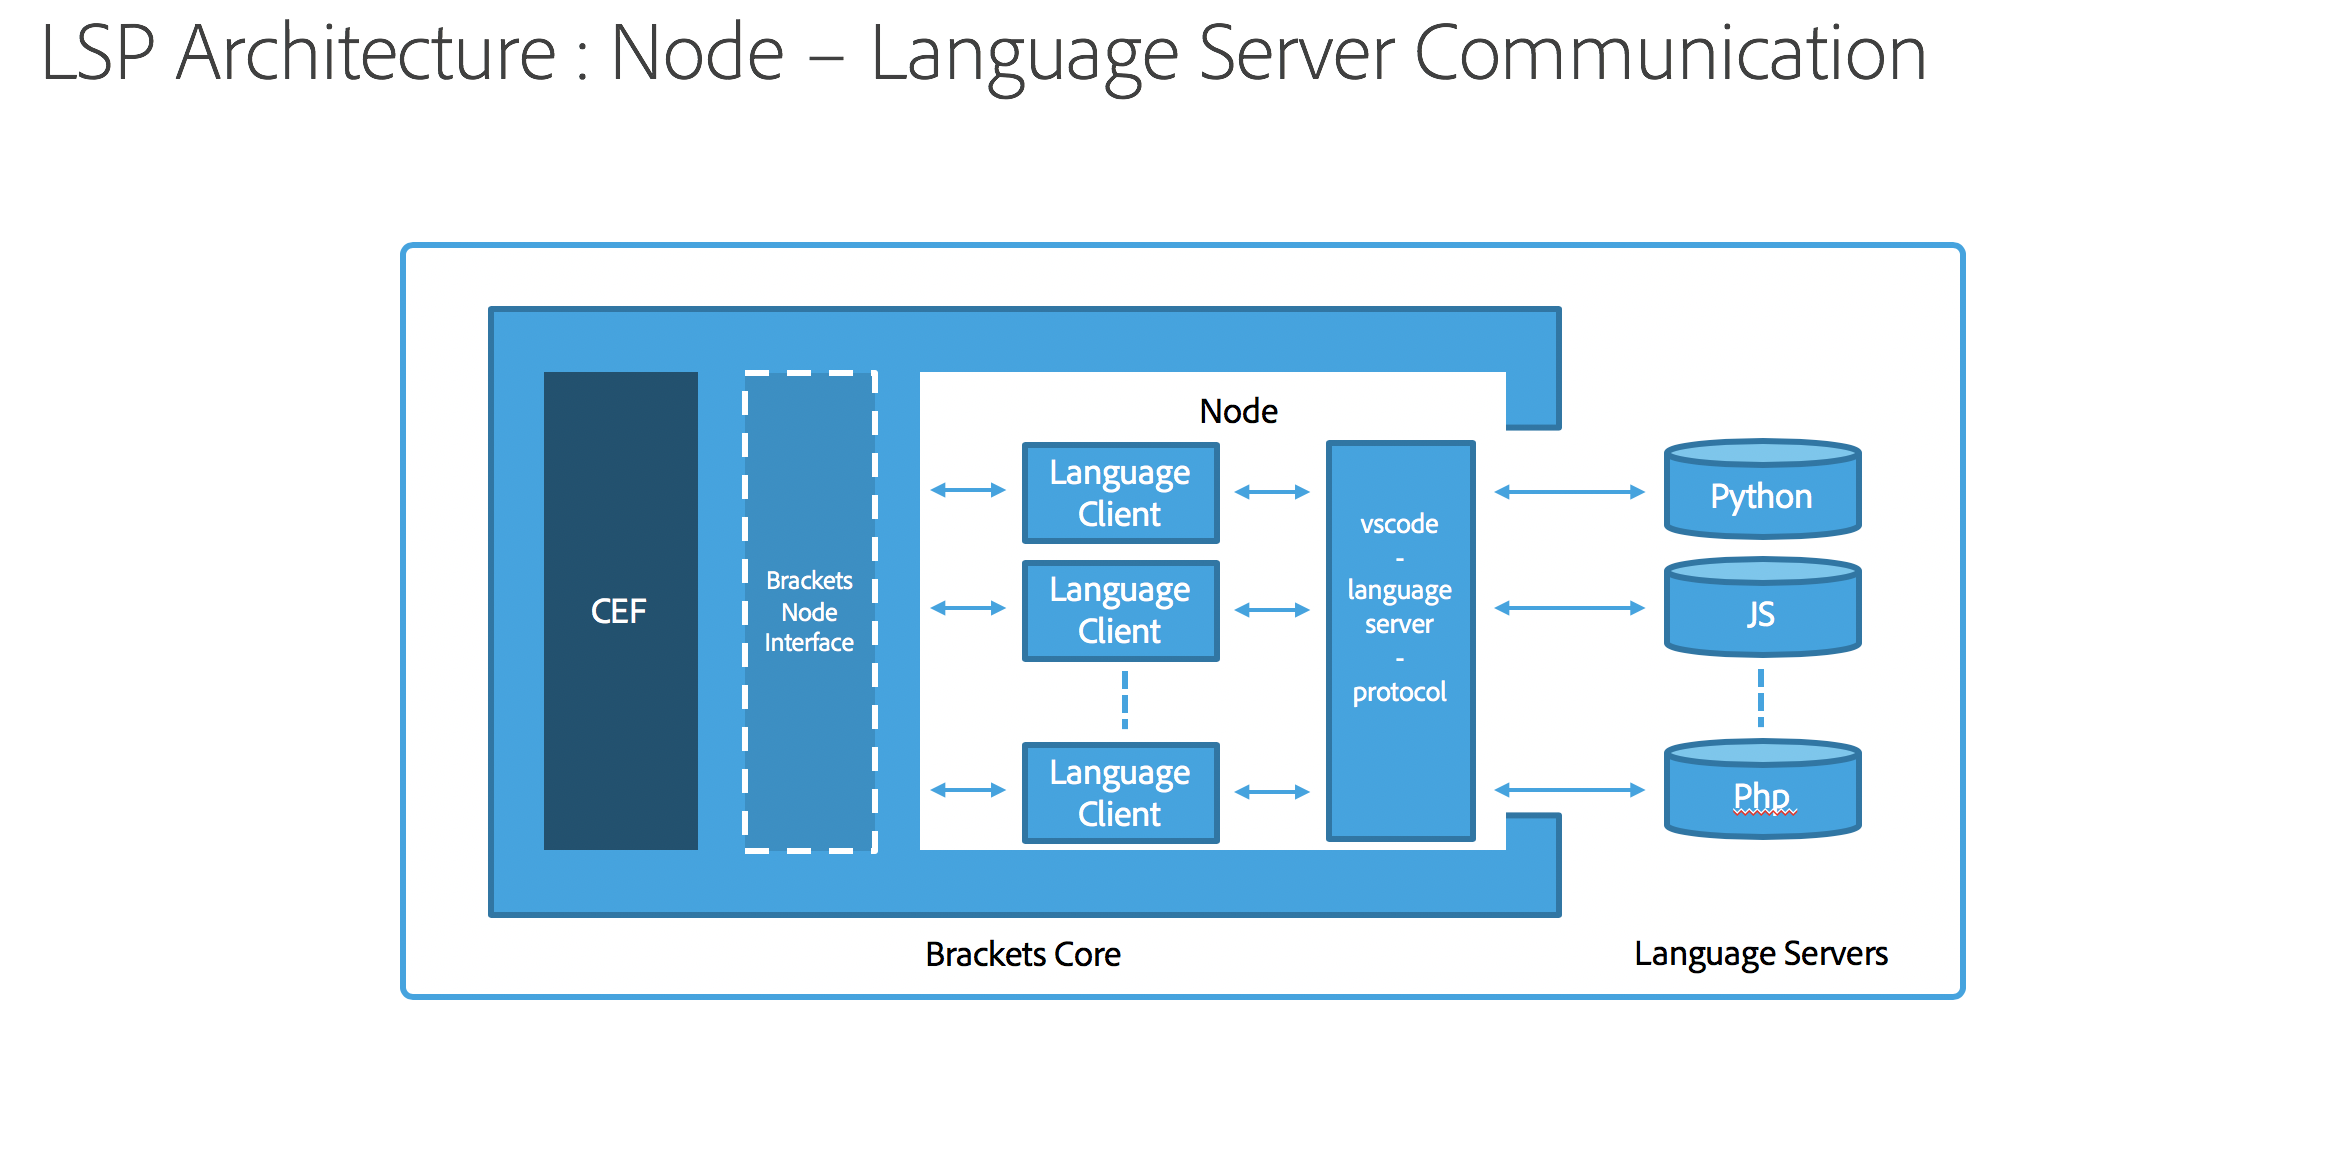 LSP Architecture : Node – Language Server Communication
Node
CEF
Brackets
Node
Interface
Language
Client
Language
Client
Language
Client
vscode
-
language
server
-
protocol
Python
JS
Php
Brackets Core
Language Servers